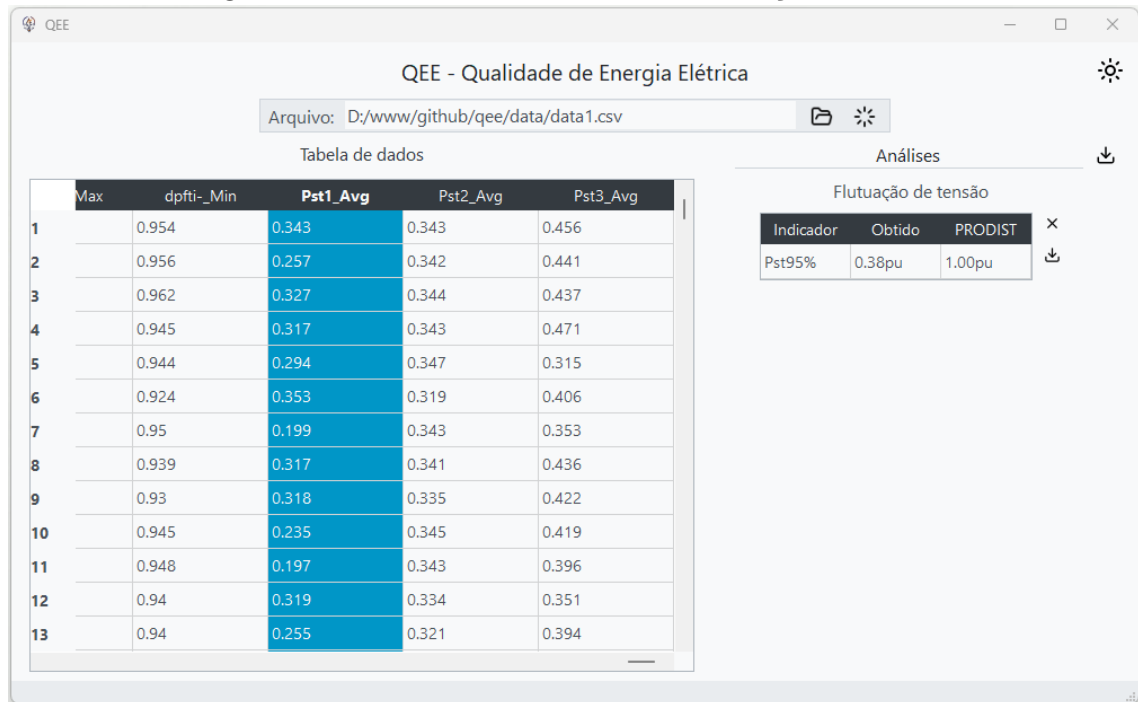 QEE
QEE - Qualidade de Energia Elétrica
Arquivo: D:/www/github/qee/data/data1.csv
Tabela de dados
Análises
Max dpfti-_Min Pst1_Avg Pst2_Avg Pst3_Avg
1 0.954 0.343 0.343 0.456
2 0.956 0.257 0.342 0.441
3 0.962 0.327 0.344 0.437
4 0.945 0.317 0.343 0.471
5 0.944 0.294 0.347 0.315
6 0.924 0.353 0.319 0.406
7 0.95 0.199 0.343 0.353
8 0.939 0.317 0.341 0.436
9 0.93 0.318 0.335 0.422
10 0.945 0.235 0.345 0.419
11 0.948 0.197 0.343 0.396
12 0.94 0.319 0.334 0.351
13 0.94 0.255 0.321 0.394
Flutuação de tensão
Indicador Obtido PRODIST
Pst95% 0.38pu 1.00pu